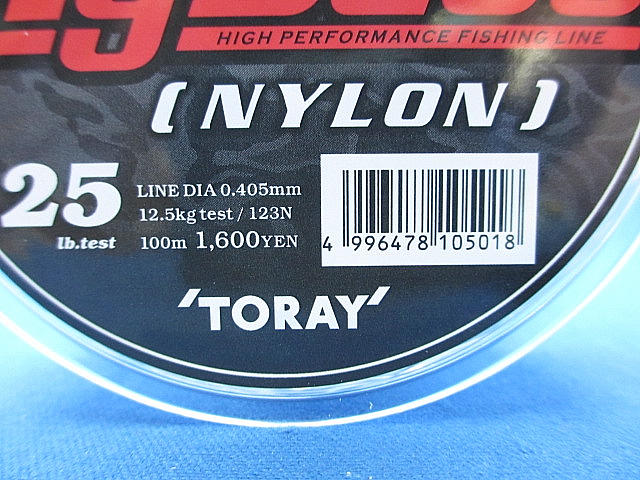 HIGH PERFORMANCE FISHING LINE
(NYLON)
25
lb.test
LINE DIA 0.405mm
12.5kg test / 123N
100m 1,600YEN
4 996478 105018
'TORAY'